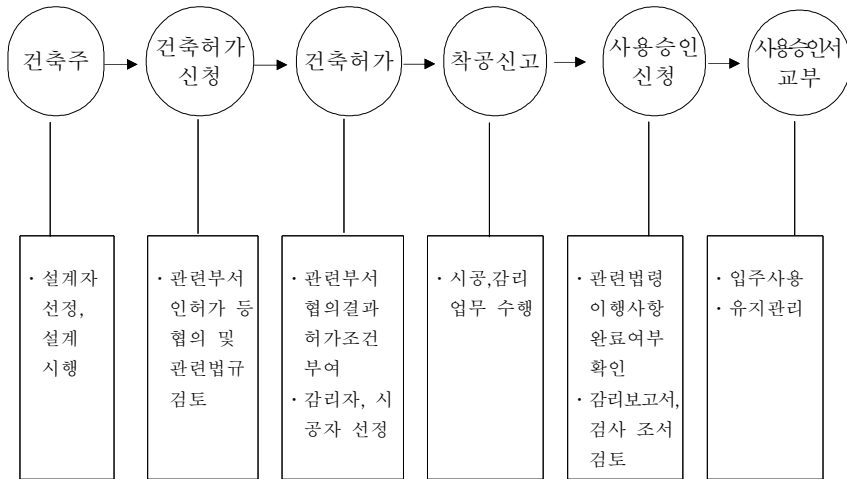 건축주
건축허가
신청
건축허가
착공신고
사용승인
신청
사용승인서
교부
· 설계자
선정,
설계
시행
· 관련부서
인허가 등
협의 및
관련법규
검토
· 관련부서
협의결과
허가조건
부여
· 감리자, 시
공자 선정
· 시공,감리
업무 수행
· 관련법령
이행사항
완료여부
확인
· 감리보고서,
검사 조서
검토
· 입주사용
· 유지관리